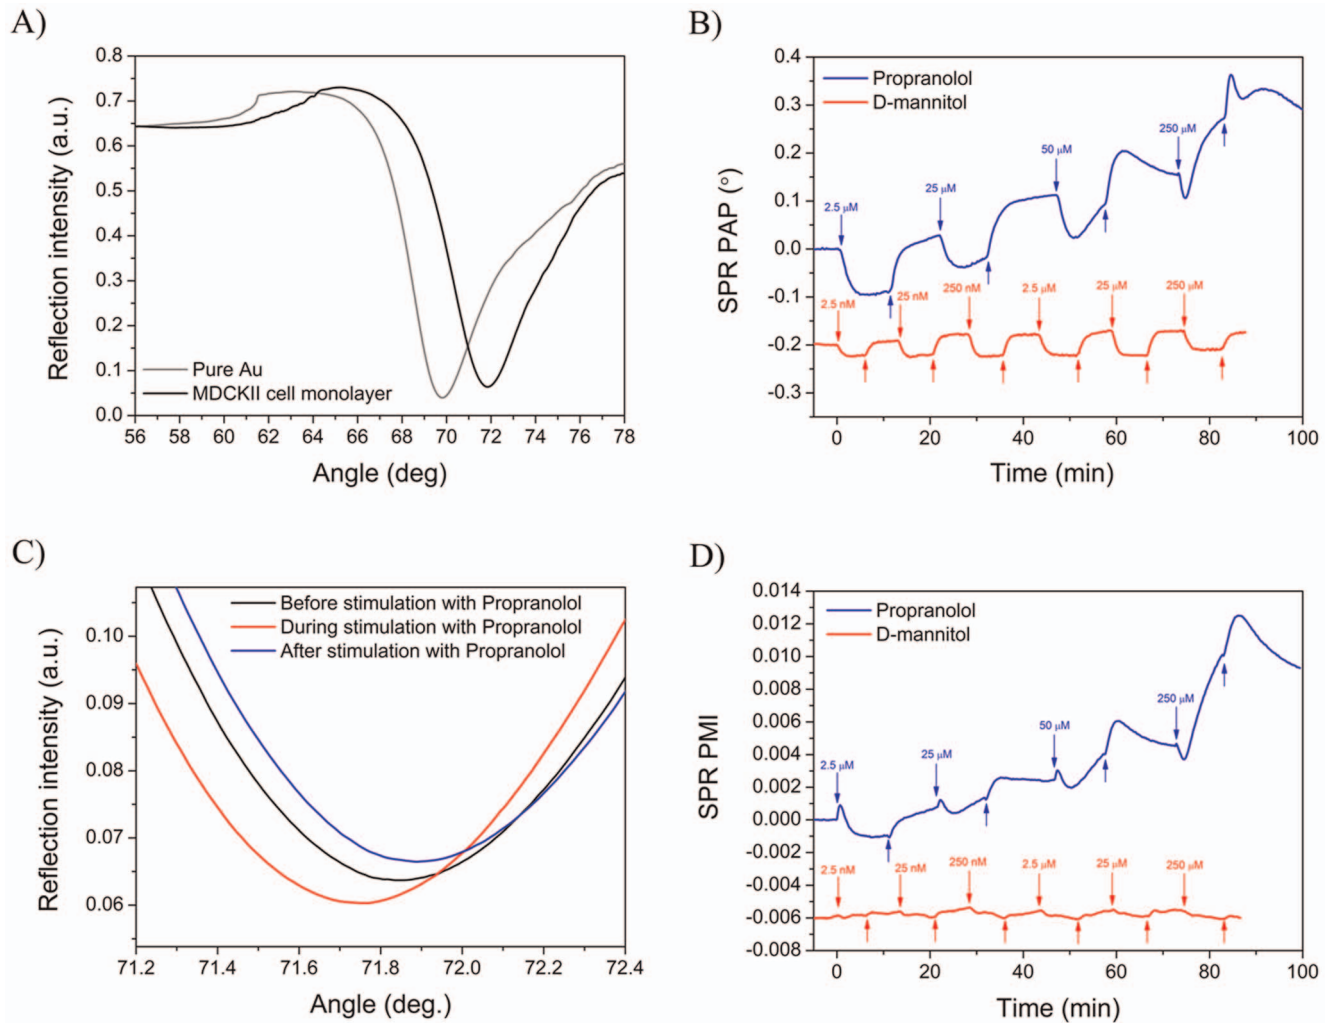 A)
0.8
0.7
0.6
0.5
0.4
0.3
0.2
0.1
0.0
Reflection intensity (a.u.)
Pure Au
MDCKII cell monolayer
56 58 60 62 64 66 68 70 72 74 76 78
Angle (deg)
B)
0.4
0.3
0.2
0.1
0.0
-0.1
-0.2
-0.3
SPR PAP (°)
Propranolol
D-mannitol
2.5 μM
25 μM
50 μM
250 μM
2.5 nM
25 nM
250 nM
2.5 μM
25 μM
250 μM
0 20 40 60 80 100
Time (min)
C)
0.10
0.09
0.08
0.07
0.06
Reflection intensity (a.u.)
Before stimulation with Propranolol
During stimulation with Propranolol
After stimulation with Propranolol
71.2 71.4 71.6 71.8 72.0 72.2 72.4
Angle (deg.)
D)
0.014
0.012
0.010
0.008
0.006
0.004
0.002
0.000
-0.002
-0.004
-0.006
-0.008
SPR PMI
Propranolol
D-mannitol
2.5 μM
25 μM
50 μM
250 μM
2.5 nM
25 nM
250 nM
2.5 μM
25 μM
250 μM
0 20 40 60 80 100
Time (min)